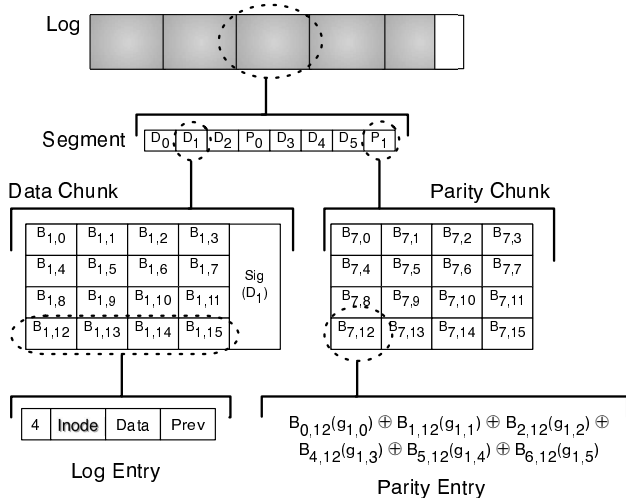 Log
Segment
D0 D1 D2 P0 D3 D4 D5 P1
Data Chunk
Parity Chunk
B1,0 B1,1 B1,2 B1,3
B1,4 B1,5 B1,6 B1,7
B1,8 B1,9 B1,10 B1,11
B1,12 B1,13 B1,14 B1,15
Sig
(D1)
B7,0 B7,1 B7,2 B7,3
B7,4 B7,5 B7,6 B7,7
B7,8 B7,9 B7,10 B7,11
B7,12 B7,13 B7,14 B7,15
4 Inode Data Prev
Log Entry
B0,12(g1,0) ⊕ B1,12(g1,1) ⊕ B2,12(g1,2) ⊕
B4,12(g1,3) ⊕ B5,12(g1,4) ⊕ B6,12(g1,5)
Parity Entry